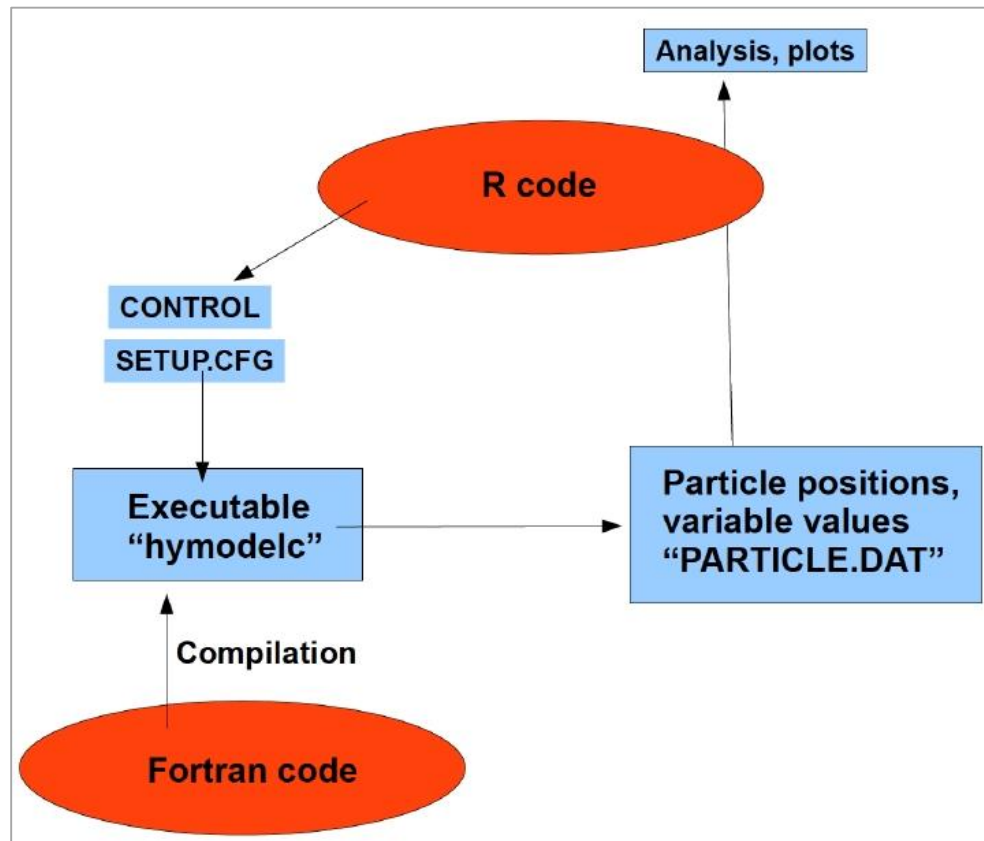 Analysis, plots
R code
CONTROL
SETUP.CFG
Executable
“hymodelc”
Particle positions,
variable values
“PARTICLE.DAT”
Compilation
Fortran code